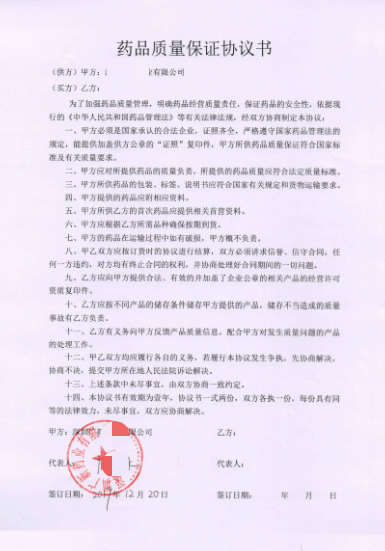 药品质量保证协议书
（供方）甲方：        有限公司
（买方）乙方：
为了加强药品质量管理，明确药品经营质量责任，保证药品的安全性，依据现
行的《中华人民共和国药品管理法》等有关法律法规，经双方协商制定本协议：
一、甲方必须是国家承认的合法企业，证照齐全，严格遵守国家药品管理法的
规定，能提供加盖供方公章的“证照”复印件，甲方所供药品质量保证符合国家标
准及有关质量要求。
二、甲方应对所提供药品的质量负责，所提供的药品质量应符合法定质量标准。
三、甲方所供药品的包装、标签、说明书应符合国家有关规定和货物运输要求。
四、甲方提供的药品应附相应资料。
五、甲方所供乙方的首次药品应提供相关首营资料。
六、甲方应根据乙方所需品种确保按期到货。
七、甲方的药品在运输过程中如有破损，甲方概不负责。
八、甲乙双方应按订货时的协议进行结算，双方必须讲求信誉、信守合同，任
何一方违约，对方均有终止合同的权利，并协商处理好合同期间的一切问题。
九、乙方应向甲方提供合法、有效的并加盖了企业公章的相关产品的经营许可
资质复印件。
十、乙方应按不同产品的储存条件储存甲方提供的产品，储存不当造成的质量
事故有乙方负责。
十一、乙方有义务向甲方反馈产品质量信息，配合甲方对发生质量问题的产品
的处理工作。
十二、甲乙双方均应履行各自的义务，若履行本协议发生争执，先协商解决，
协商不决，提交甲方所在地人民法院诉讼解决。
十三、上述条款中未尽事宜，由双方协商一致约定。
十四、本协议书有效期为壹年，协议书一式两份，双方各执一份，每份具有同
等的法律效力，未尽事宜，双方应协商解决。
甲方：深圳        有限公司 乙方：
代表人： 代表人：
签订日期：    年 12 月 20 日 签订日期：    年    月    日